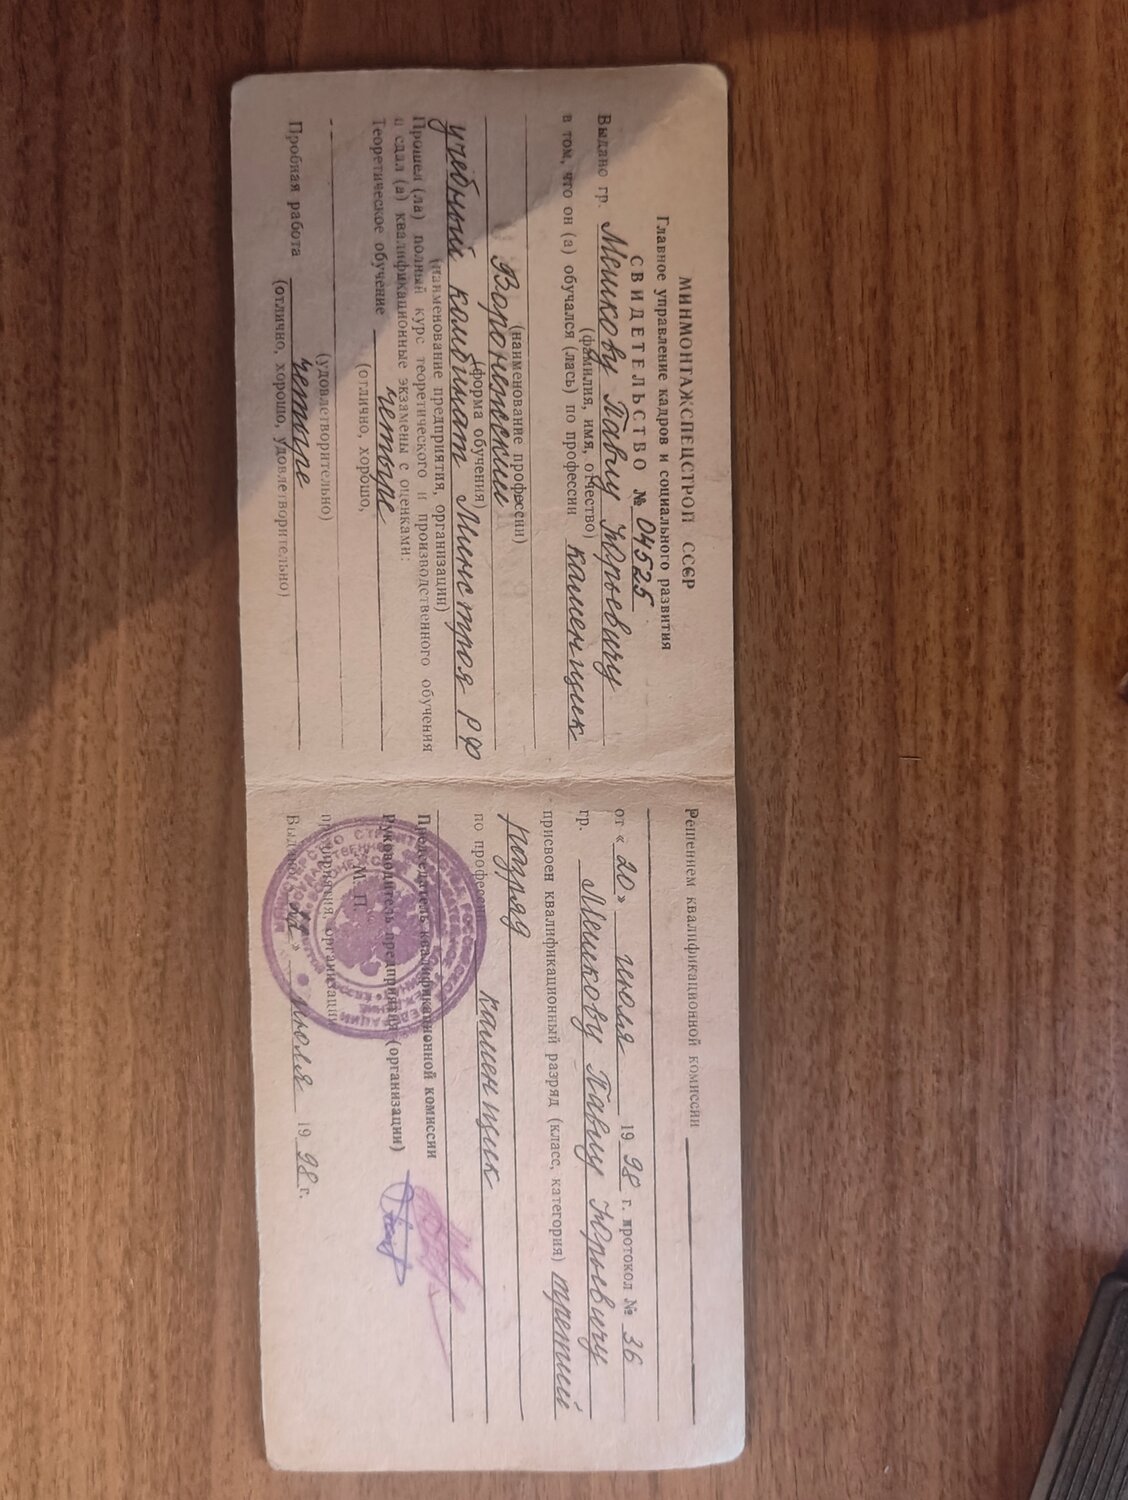 МИНМОНТАЖСПЕЦСТРОЙ СССР
Главное управление кадров и социального развития
СВИДЕТЕЛЬСТВО № 04525
Выдано гр. Мешкову Павлу Юрьевичу
(фамилия, имя, отчество)
в том, что он (а) обучался (лась) по профессии каменщик
(наименование профессии)
Воронежский
(форма обучения)
учебный комбинат Минстроя РФ
(наименование предприятия, организации)
Прошел (ла) полный курс теоретического и производственного обучения
и сдал (а) квалификационные экзамены с оценками:
Теоретическое обучение четыре
(отлично, хорошо,
(удовлетворительно)
Пробная работа четыре
(отлично, хорошо, удовлетворительно)
Решением квалификационной комиссии
от « 20 » июля 19 98 г. протокол № 36
гр. Мешкову Павлу Юрьевичу
присвоен квалификационный разряд (класс, категория) третий
разряд
по профессии каменщик
Председатель квалификационной комиссии
руководитель предприятия (организации)
М. П.
предприятия, организации
Выдано « » июля 19 98 г.